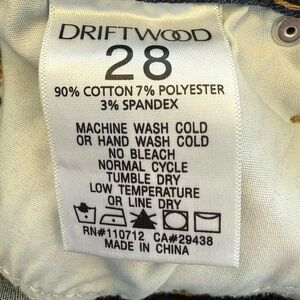 DRIFTWOOD
28
90% COTTON 7% POLYESTER
3% SPANDEX
MACHINE WASH COLD
OR HAND WASH COLD
NO BLEACH
NORMAL CYCLE
TUMBLE DRY
LOW TEMPERATURE
OR LINE DRY
RN#110712 CA#29438
MADE IN CHINA